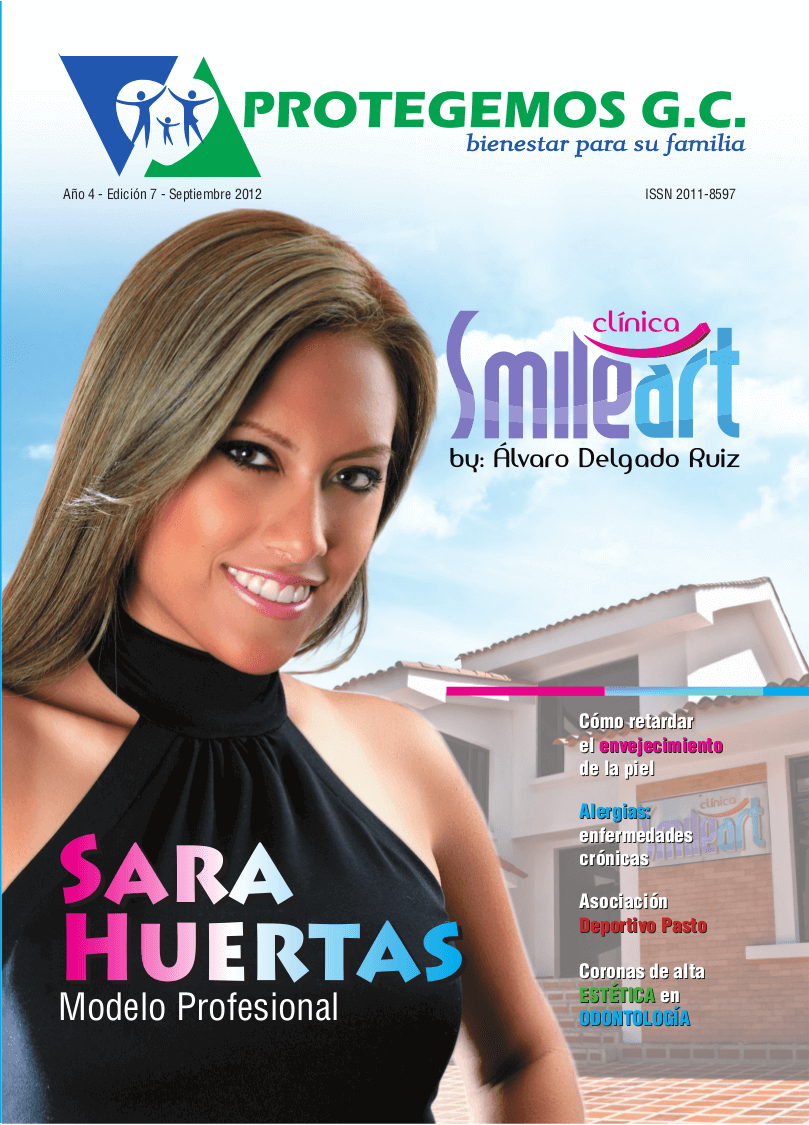 PROTEGEMOS G.C.
bienestar para su familia
Año 4 - Edición 7 - Septiembre 2012
ISSN 2011-8597
clínica
Smileart
by: Álvaro Delgado Ruiz
Cómo retardar
el envejecimiento
de la piel
Alergias:
enfermedades
crónicas
Asociación
Deportivo Pasto
Coronas de alta
ESTÉTICA en
ODONTOLOGÍA
clínica
Smileart
SARA
HUERTAS
Modelo Profesional